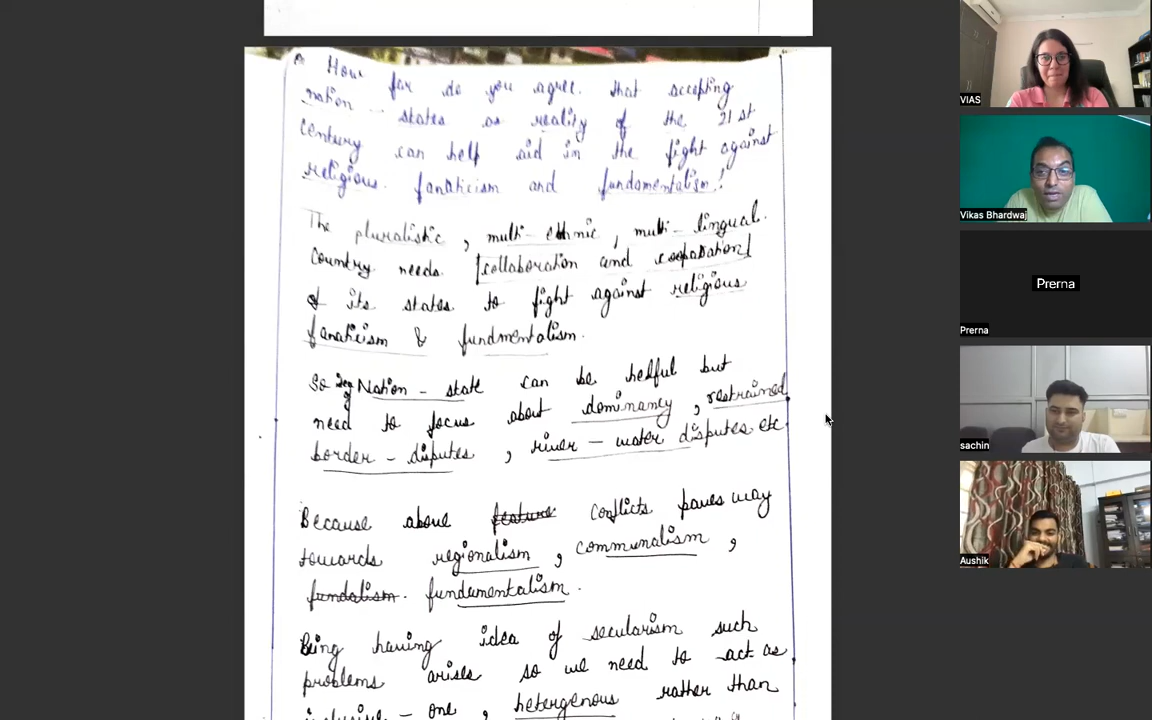 How far do you agree. that accepting
nation - states as reality of the 21st
century can help aid in the fight against
religious. fanaticism and fundamentalism!
The pluralistic, multi-ethnic, multi-lingual.
Country needs [collaboration and cooperation]
of its states to fight against religious
fanaticism & fundmentalism.
So Nation - state can be helful but
need to focus about dominancy, restrained
border - disputes, river - water disputes etc
Because above feature conflicts paves way
towards regionalism, communalism,
fundalism. fundamentalism.
Being having idea of secularism such
problems arises so we need to act as
inclusive - one, hetergenous rather than
VIAS
Vikas Bhardwaj
Prerna
Prerna
sachin
Aushik